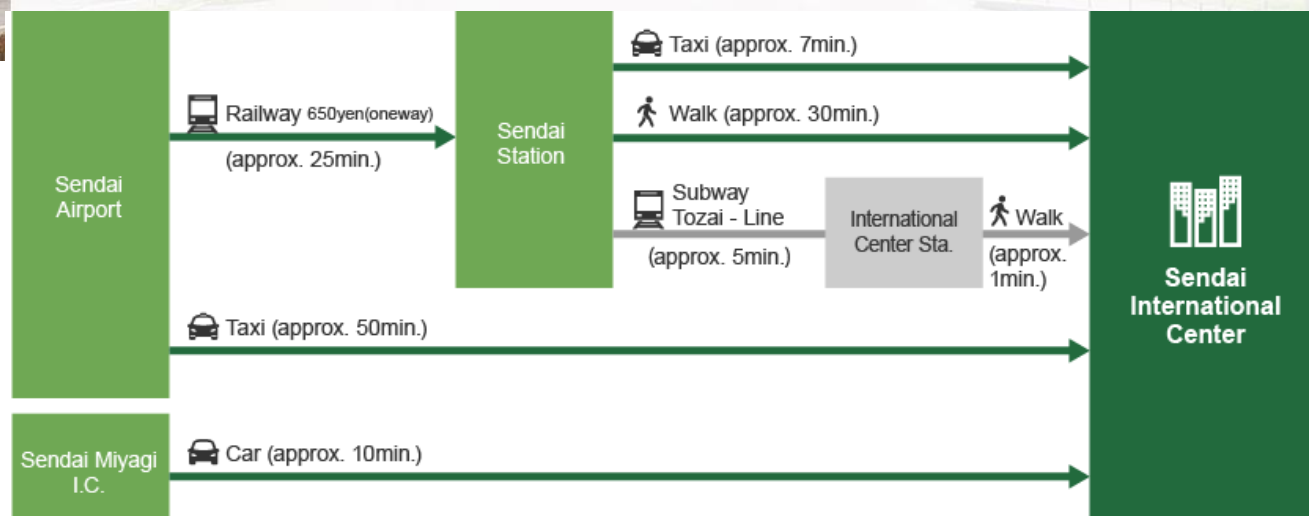 Taxi (approx. 7min.)
Railway 650yen(oneway)
(approx. 25min.)
Sendai
Station
Walk (approx. 30min.)
Sendai
Airport
Subway
Tozai - Line
(approx. 5min.)
International
Center Sta.
Walk
(approx.
1min.)
Sendai
International
Center
Taxi (approx. 50min.)
Sendai Miyagi
I.C.
Car (approx. 10min.)